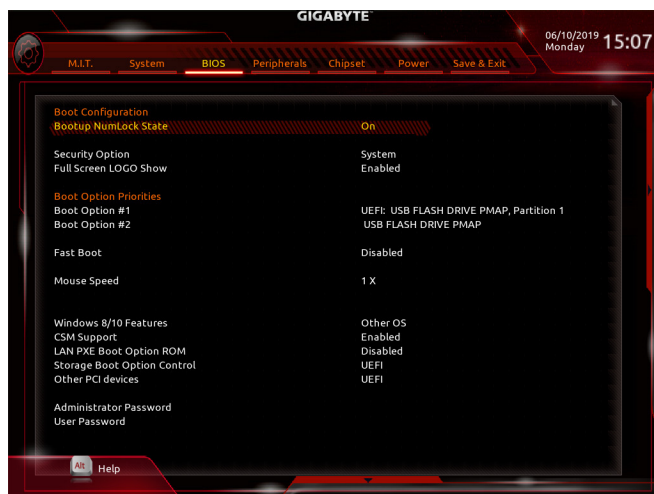 GIGABYTE™
06/10/2019 15:07
Monday
M.I.T. System BIOS Peripherals Chipset Power Save & Exit
Boot Configuration
Bootup NumLock State On
Security Option System
Full Screen LOGO Show Enabled
Boot Option Priorities
Boot Option #1 UEFI: USB FLASH DRIVE PMAP, Partition 1
Boot Option #2 USB FLASH DRIVE PMAP
Fast Boot Disabled
Mouse Speed 1 X
Windows 8/10 Features Other OS
CSM Support Enabled
LAN PXE Boot Option ROM Disabled
Storage Boot Option Control UEFI
Other PCI devices UEFI
Administrator Password
User Password
Alt Help